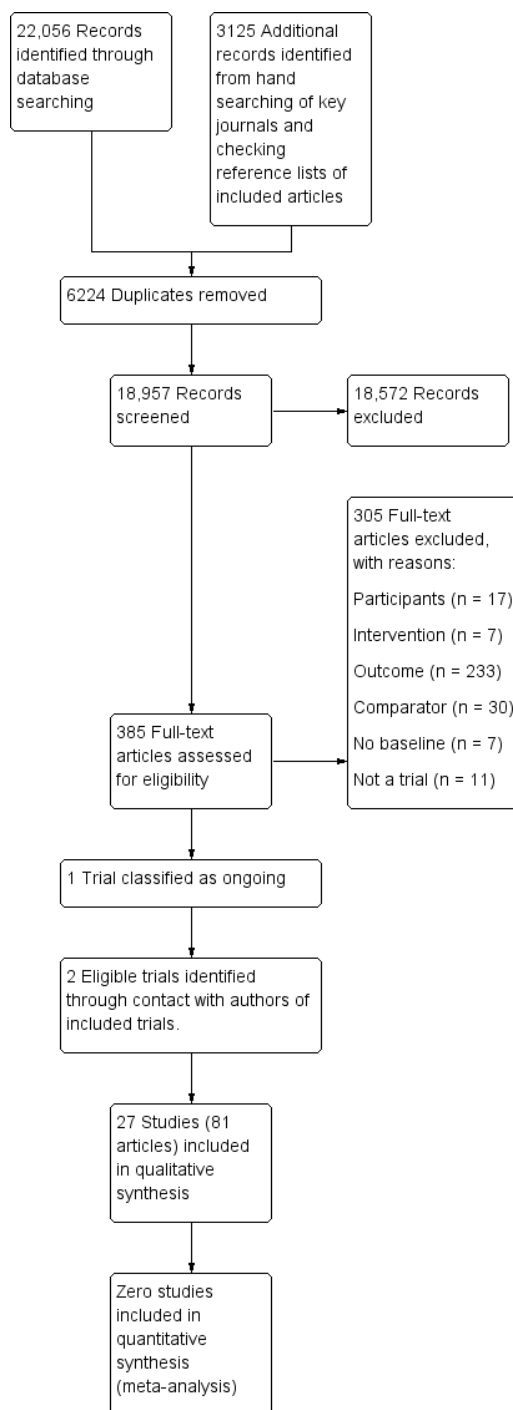 22,056 Records
identified through
database
searching
3125 Additional
records identified
from hand
searching of key
journals and
checking
reference lists of
included articles
6224 Duplicates removed
18,957 Records
screened
18,572 Records
excluded
305 Full-text
articles excluded,
with reasons:
Participants (n = 17)
Intervention (n = 7)
Outcome (n = 233)
Comparator (n = 30)
No baseline (n = 7)
Not a trial (n = 11)
385 Full-text
articles assessed
for eligibility
1 Trial classified as ongoing
2 Eligible trials identified
through contact with authors of
included trials.
27 Studies (81
articles) included
in qualitative
synthesis
Zero studies
included in
quantitative
synthesis
(meta-analysis)